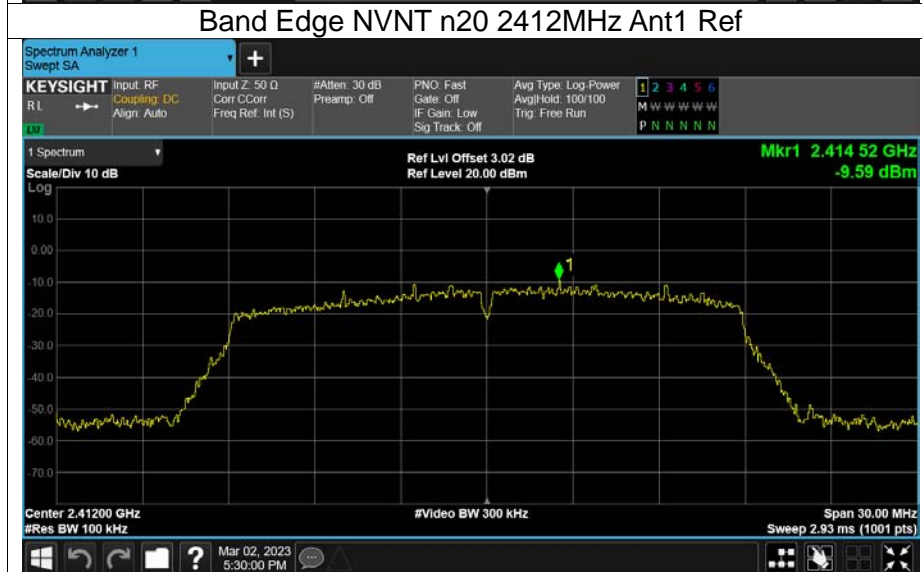 Band Edge NVNT n20 2412MHz Ant1 Ref
Spectrum Analyzer 1
Swept SA
+
KEYSIGHT
R L
LXI
Input: RF
Coupling: DC
Align: Auto
Input Z: 50 Ω
Corr CCorr
Freq Ref: Int (S)
#Atten: 30 dB
Preamp: Off
PNO: Fast
Gate: Off
IF Gain: Low
Sig Track: Off
Avg Type: Log-Power
Avg|Hold: 100/100
Trig: Free Run
1 2 3 4 5 6
M W W W W W
P N N N N N
1 Spectrum
Scale/Div 10 dB
Ref Lvl Offset 3.02 dB
Ref Level 20.00 dBm
Mkr1 2.414 52 GHz
-9.59 dBm
Log
10.0
0.00
-10.0
-20.0
-30.0
-40.0
-50.0
-60.0
-70.0
1
Center 2.41200 GHz
#Res BW 100 kHz
#Video BW 300 kHz
Span 30.00 MHz
Sweep 2.93 ms (1001 pts)
?
Mar 02, 2023
5:30:00 PM